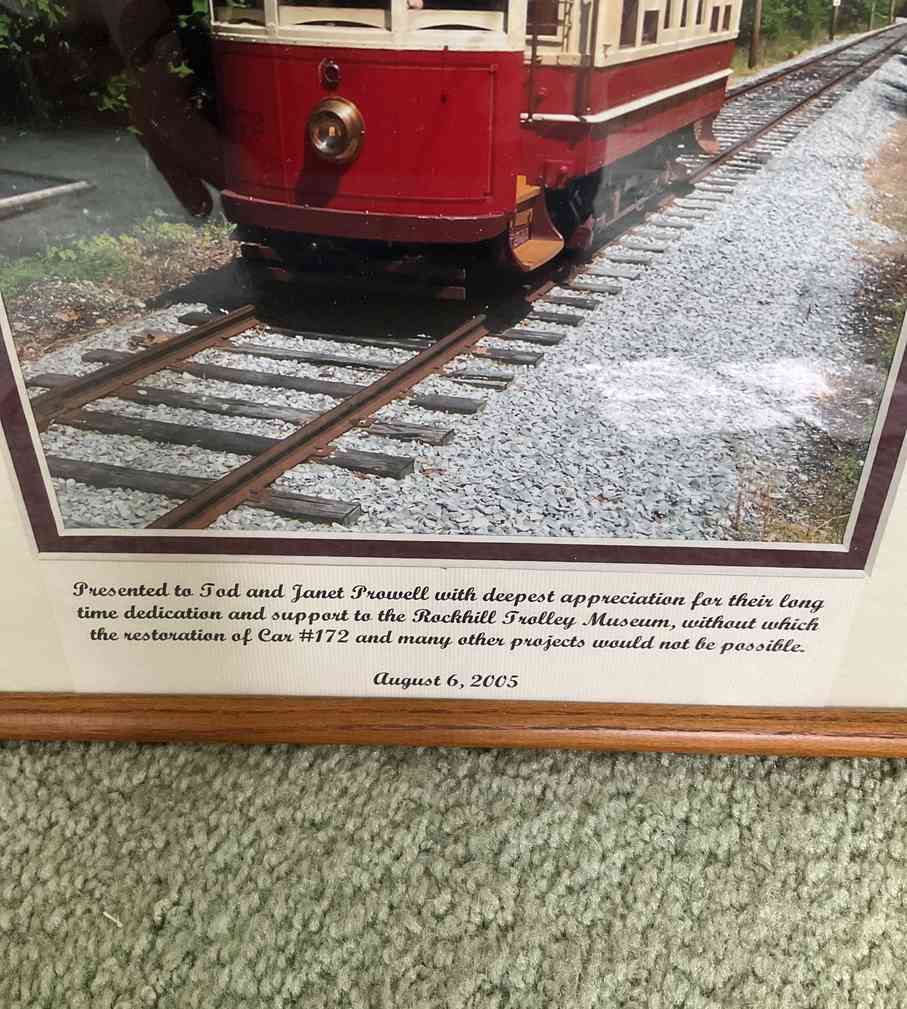 Presented to Tod and Janet Prowell with deepest appreciation for their long
time dedication and support to the Rockhill Trolley Museum, without which
the restoration of Car #172 and many other projects would not be possible.
August 6, 2005